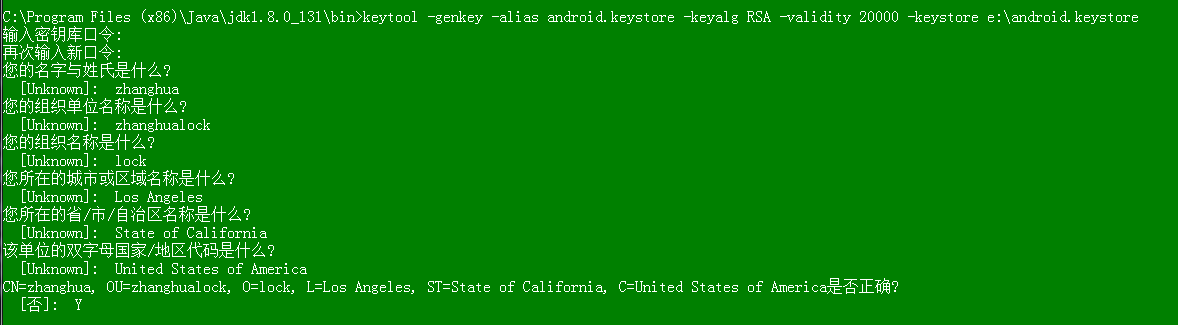 C:\Program Files (x86)\Java\jdk1.8.0_131\bin>keytool -genkey -alias android.keystore -keyalg RSA -validity 20000 -keystore e:\android.keystore
输入密钥库口令:
再次输入新口令:
您的名字与姓氏是什么?
  [Unknown]:  zhanghua
您的组织单位名称是什么?
  [Unknown]:  zhanghualock
您的组织名称是什么?
  [Unknown]:  lock
您所在的城市或区域名称是什么?
  [Unknown]:  Los Angeles
您所在的省/市/自治区名称是什么?
  [Unknown]:  State of California
该单位的双字母国家/地区代码是什么?
  [Unknown]:  United States of America
CN=zhanghua, OU=zhanghualock, O=lock, L=Los Angeles, ST=State of California, C=United States of America是否正确?
  [否]:  Y